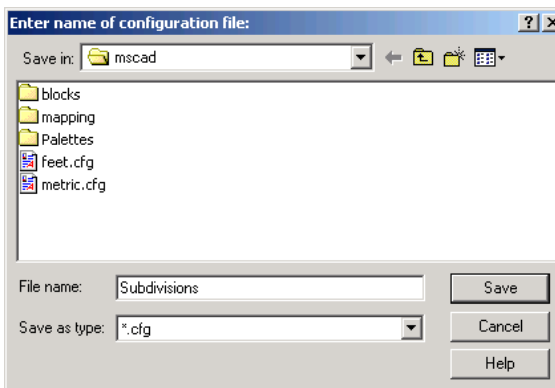 Enter name of configuration file:
Save in: mscad
blocks
mapping
Palettes
feet.cfg
metric.cfg
File name: Subdivisions Save
Save as type: *.cfg Cancel
Help